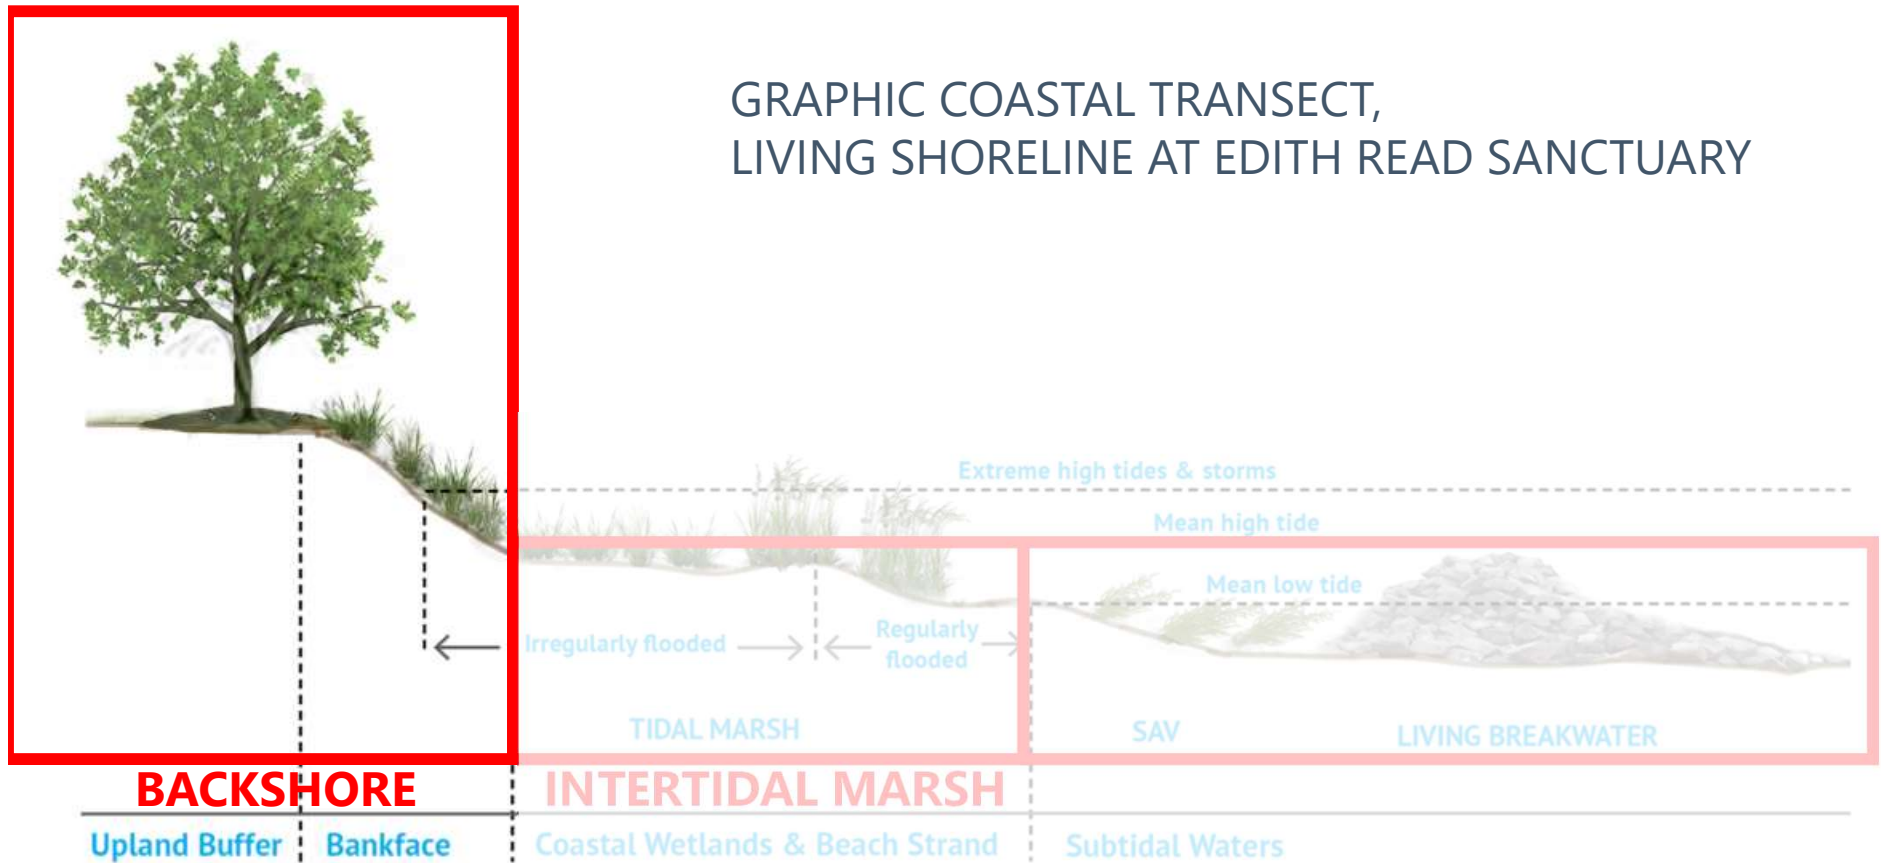 GRAPHIC COASTAL TRANSECT,
LIVING SHORELINE AT EDITH READ SANCTUARY
Extreme high tides & storms
Mean high tide
Mean low tide
Irregularly flooded
Regularly
flooded
TIDAL MARSH
SAV
LIVING BREAKWATER
BACKSHORE
INTERTIDAL MARSH
Upland Buffer
Bankface
Coastal Wetlands & Beach Strand
Subtidal Waters